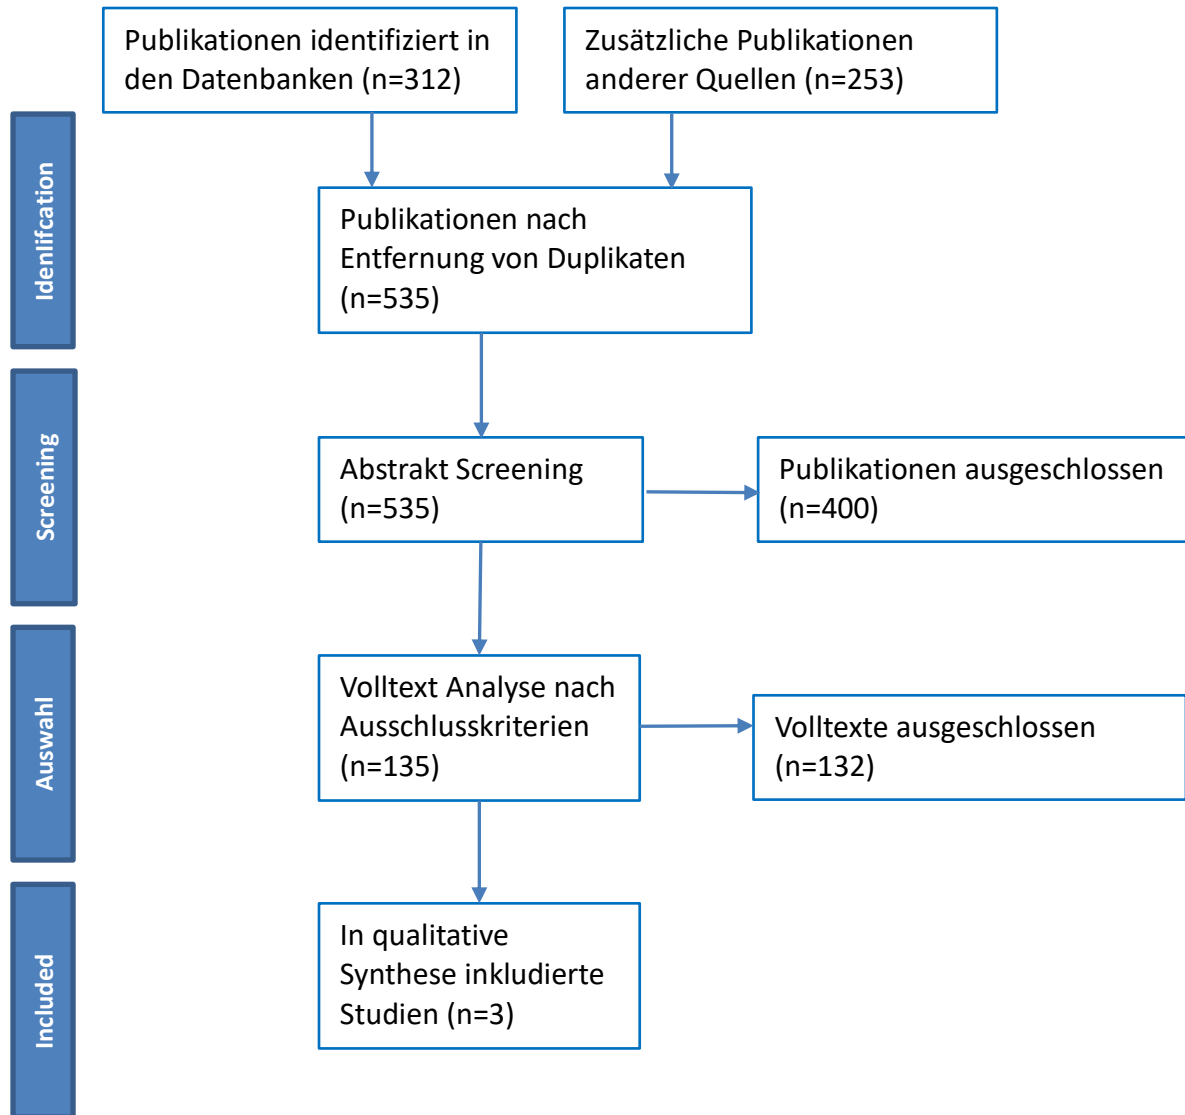 Publikationen identifiziert in
den Datenbanken (n=312)
Zusätzliche Publikationen
anderer Quellen (n=253)
Idenlifcation
Publikationen nach
Entfernung von Duplikaten
(n=535)
Screening
Abstrakt Screening
(n=535)
Publikationen ausgeschlossen
(n=400)
Auswahl
Volltext Analyse nach
Ausschlusskriterien
(n=135)
Volltexte ausgeschlossen
(n=132)
Included
In qualitative
Synthese inkludierte
Studien (n=3)